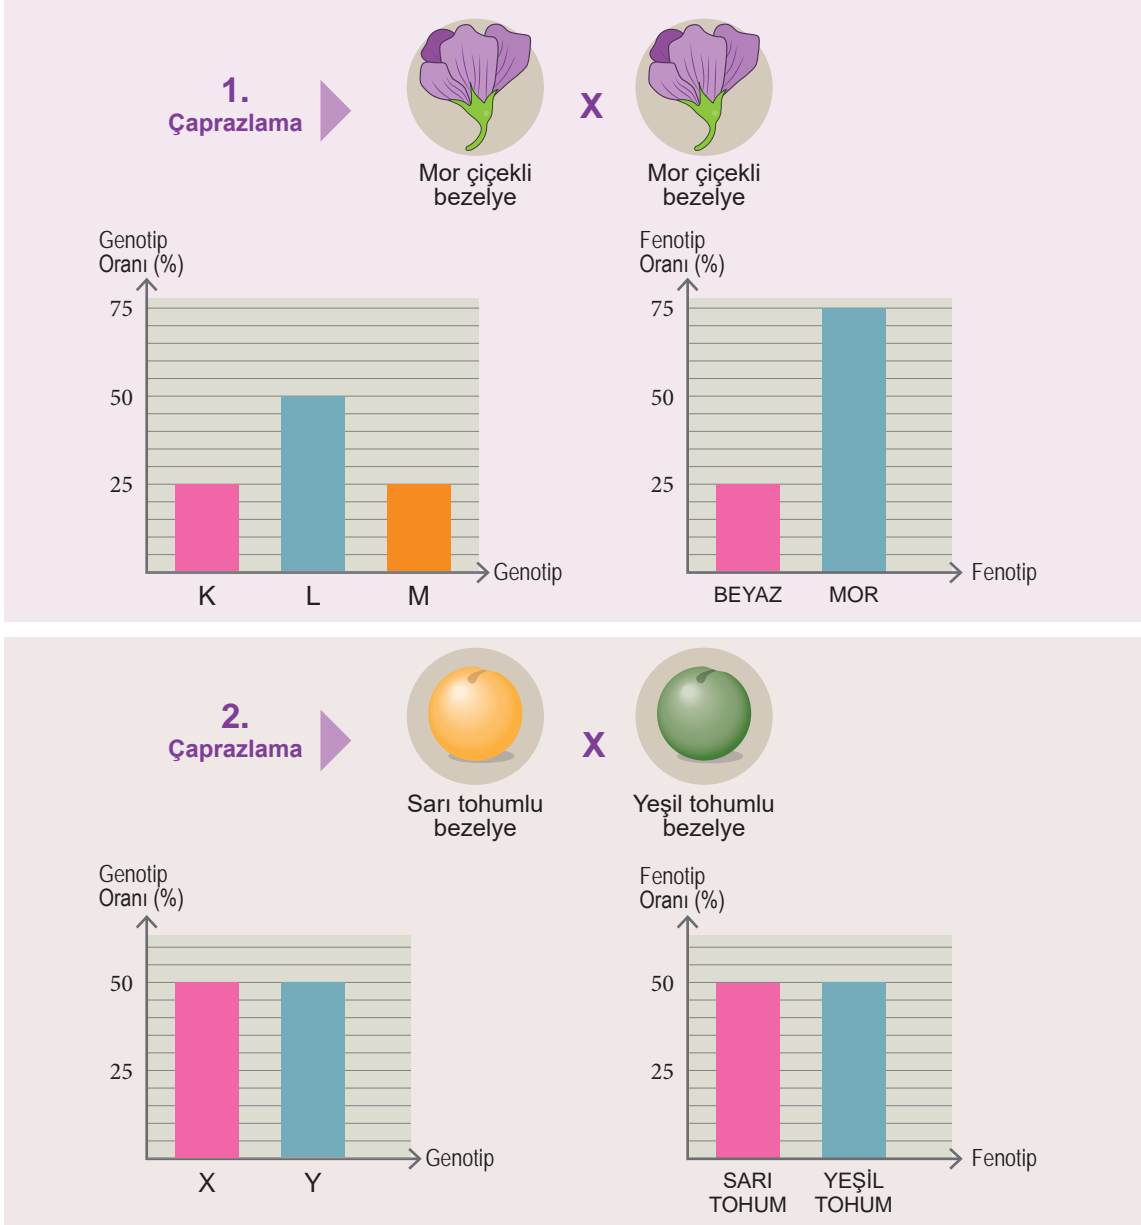 1.
Çaprazlama
X
Mor çiçekli
bezelye
Mor çiçekli
bezelye
Genotip
Oranı (%)
75
50
25
K
L
M
Genotip
Fenotip
Oranı (%)
75
50
25
BEYAZ
MOR
Fenotip
2.
Çaprazlama
X
Sarı tohumlu
bezelye
Yeşil tohumlu
bezelye
Genotip
Oranı (%)
50
25
X
Y
Genotip
Fenotip
Oranı (%)
50
25
SARI
TOHUM
YEŞİL
TOHUM
Fenotip